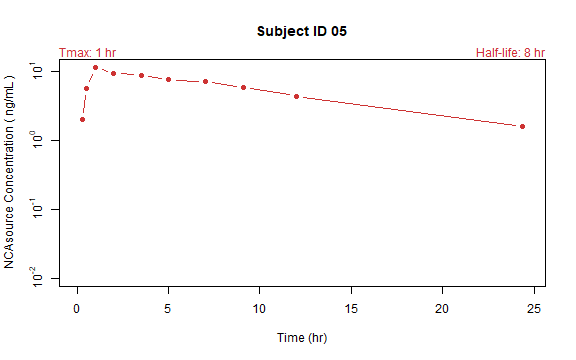 Subject ID 05
Tmax: 1 hr Half-life: 8 hr
NCAsource Concentration ( ng/mL )
10^1
10^0
10^-1
10^-2
0 5 10 15 20 25
Time (hr)